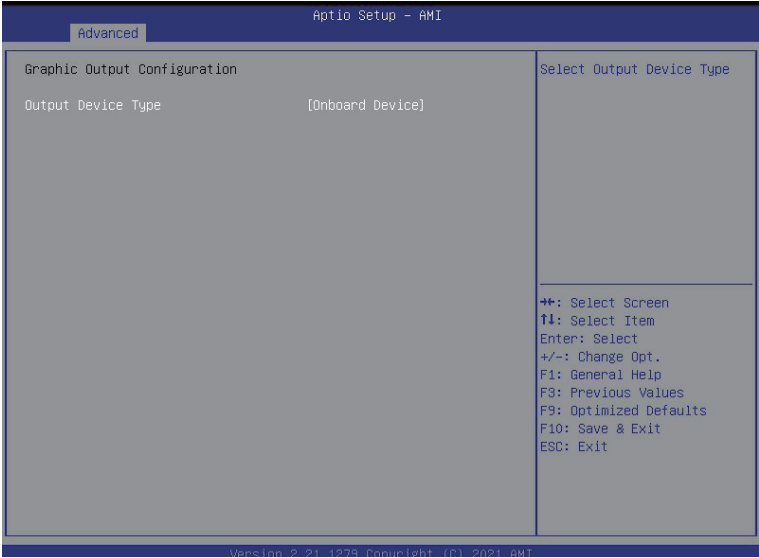 Aptio Setup – AMI
Advanced
Graphic Output Configuration
Output Device Type [Onboard Device]
Select Output Device Type
→←: Select Screen
↑↓: Select Item
Enter: Select
+/-: Change Opt.
F1: General Help
F3: Previous Values
F9: Optimized Defaults
F10: Save & Exit
ESC: Exit
Version 2.21.1279 Copyright (C) 2021 AMI